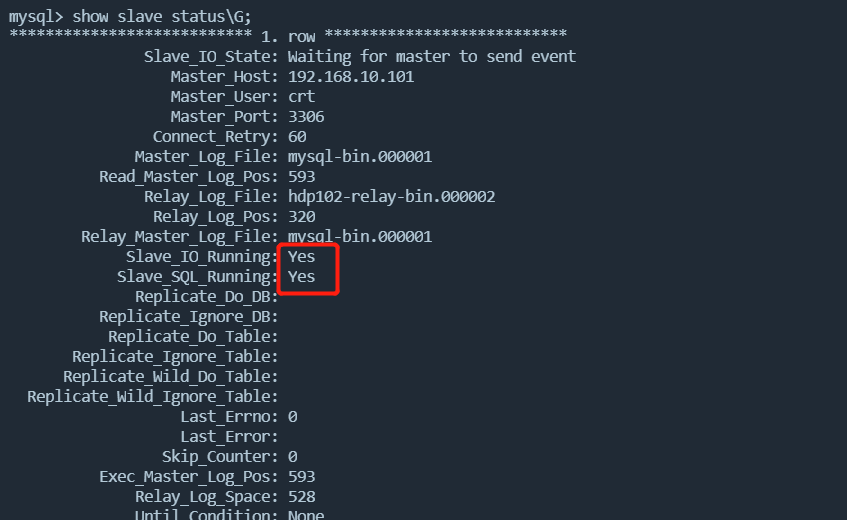 mysql> show slave status\G;
*************************** 1. row ***************************
Slave_IO_State: Waiting for master to send event
Master_Host: 192.168.10.101
Master_User: crt
Master_Port: 3306
Connect_Retry: 60
Master_Log_File: mysql-bin.000001
Read_Master_Log_Pos: 593
Relay_Log_File: hdp102-relay-bin.000002
Relay_Log_Pos: 320
Relay_Master_Log_File: mysql-bin.000001
Slave_IO_Running: Yes
Slave_SQL_Running: Yes
Replicate_Do_DB:
Replicate_Ignore_DB:
Replicate_Do_Table:
Replicate_Ignore_Table:
Replicate_Wild_Do_Table:
Replicate_Wild_Ignore_Table:
Last_Errno: 0
Last_Error:
Skip_Counter: 0
Exec_Master_Log_Pos: 593
Relay_Log_Space: 528
Until_Condition: None